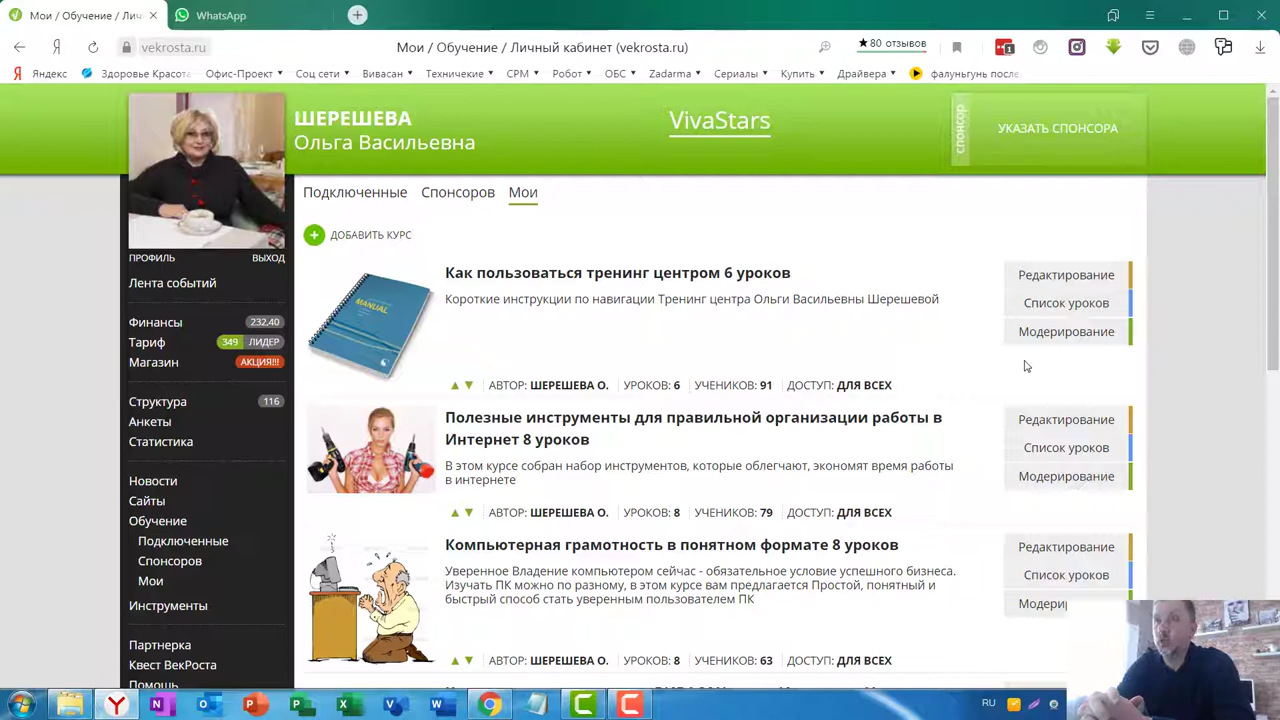 Мои / Обучение / Лич
WhatsApp
vekrosta.ru
Мои / Обучение / Личный кабинет (vekrosta.ru)
★80 отзывов
1
Яндекс
Здоровье Красота
Офис-Проект
Соц сети
Вивасан
Техничекие
СРМ
Робот
ОБС
Zadarma
Сериалы
Купить
Драйвера
фалуньгунь после
ШЕРЕШЕВА
Ольга Васильевна
VivaStars
спонсор
УКАЗАТЬ СПОНСОРА
ПРОФИЛЬ
ВЫХОД
Лента событий
Финансы 232,40
Тариф 349 ЛИДЕР
Магазин АКЦИЯ!!!
Структура 116
Анкеты
Статистика
Новости
Сайты
Обучение
Подключенные
Спонсоров
Мои
Инструменты
Партнерка
Квест ВекРоста
Помощь
Подключенные Спонсоров Мои
ДОБАВИТЬ КУРС
MANUAL
Как пользоваться тренинг центром 6 уроков
Короткие инструкции по навигации Тренинг центра Ольги Васильевны Шерешевой
АВТОР: ШЕРЕШЕВА О. УРОКОВ: 6 УЧЕНИКОВ: 91 ДОСТУП: ДЛЯ ВСЕХ
Редактирование
Список уроков
Модерирование
Полезные инструменты для правильной организации работы в
Интернет 8 уроков
В этом курсе собран набор инструментов, которые облегчают, экономят время работы
в интернете
АВТОР: ШЕРЕШЕВА О. УРОКОВ: 8 УЧЕНИКОВ: 79 ДОСТУП: ДЛЯ ВСЕХ
Редактирование
Список уроков
Модерирование
Компьютерная грамотность в понятном формате 8 уроков
Уверенное Владение компьютером сейчас - обязательное условие успешного бизнеса.
Изучать ПК можно по разному, в этом курсе вам предлагается Простой, понятный и
быстрый способ стать уверенным пользователем ПК
АВТОР: ШЕРЕШЕВА О. УРОКОВ: 8 УЧЕНИКОВ: 63 ДОСТУП: ДЛЯ ВСЕХ
Редактирование
Список уроков
Модери
RU